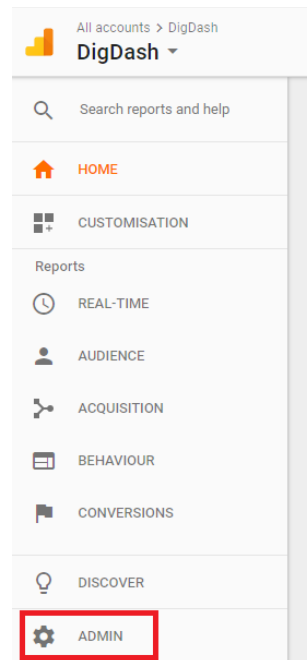 All accounts > DigDash
DigDash
Search reports and help
HOME
CUSTOMISATION
Reports
REAL-TIME
AUDIENCE
ACQUISITION
BEHAVIOUR
CONVERSIONS
DISCOVER
ADMIN